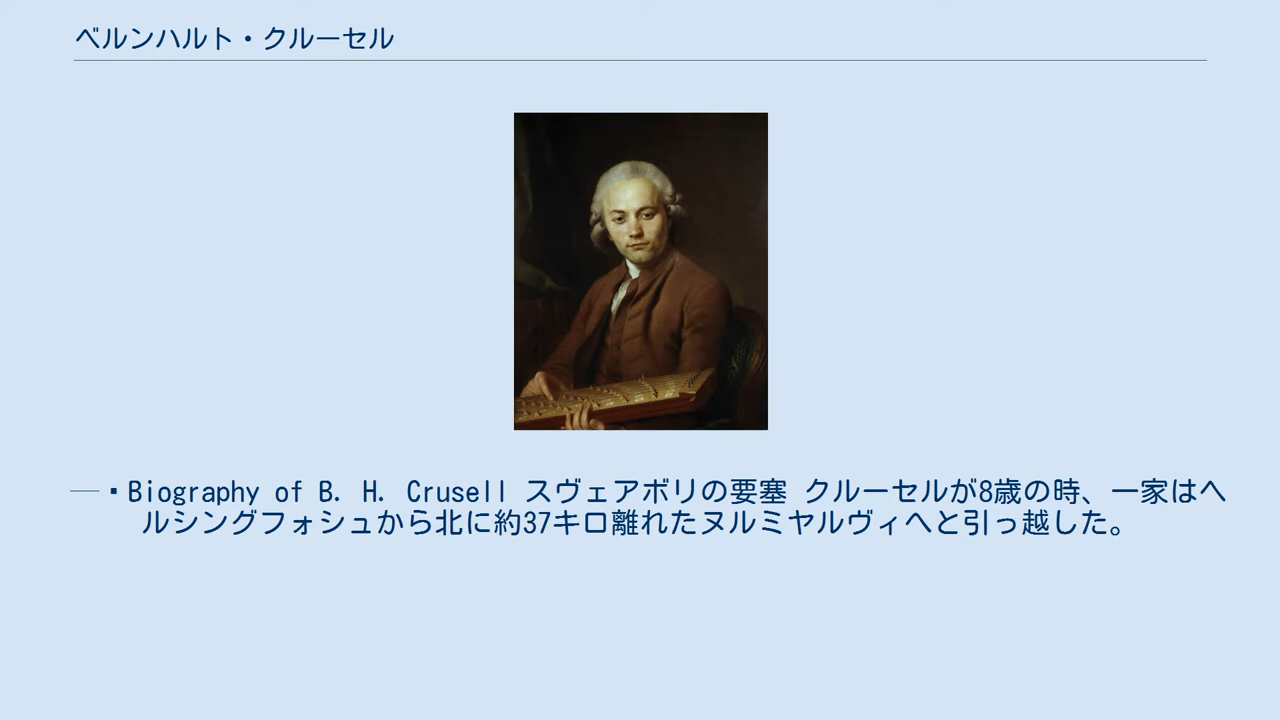 ベルンハルト・クルーセル
▪Biography of B. H. Crusell スヴェアボリの要塞 クルーセルが8歳の時、一家はヘ
ルシングフォシュから北に約37キロ離れたヌルミヤルヴィへと引っ越した。